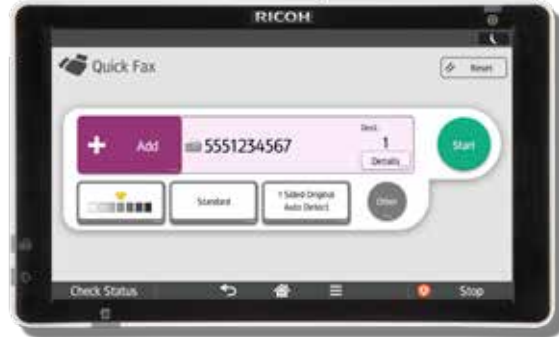 RICOH
Quick Fax
Reset
+ Add
5551234567
Dest.
1
Details
Start
Standard
1 Sided Original
Auto Detect
Other
Check Status
Stop